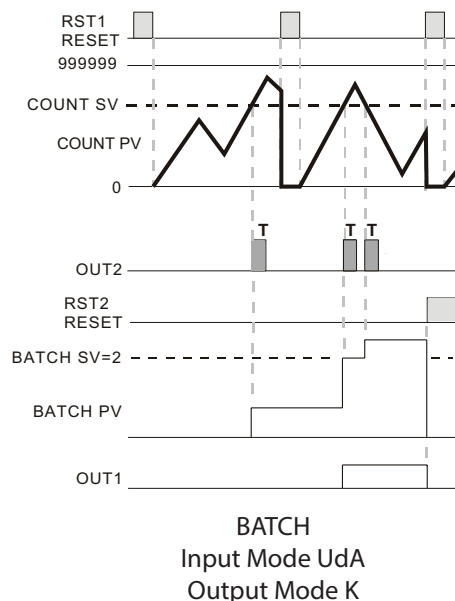 RST1
RESET
999999
COUNT SV
COUNT PV
0
T
T
T
OUT2
RST2
RESET
BATCH SV=2
BATCH PV
OUT1
BATCH
Input Mode UdA
Output Mode K